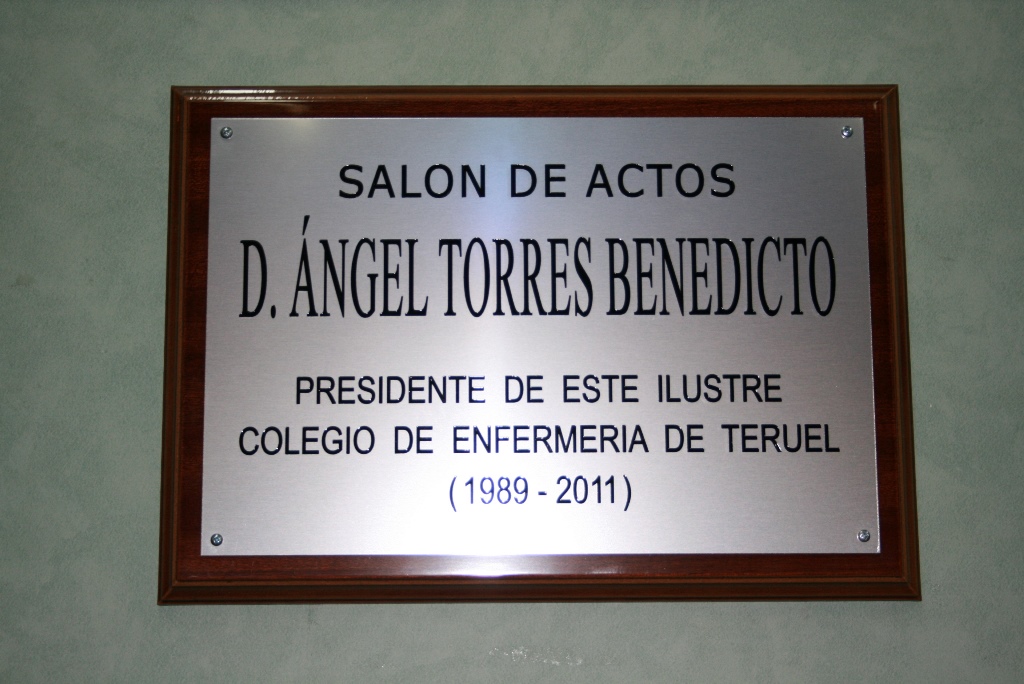 SALON DE ACTOS
D. ÁNGEL TORRES BENEDICTO
PRESIDENTE DE ESTE ILUSTRE
COLEGIO DE ENFERMERIA DE TERUEL
(1989 - 2011)